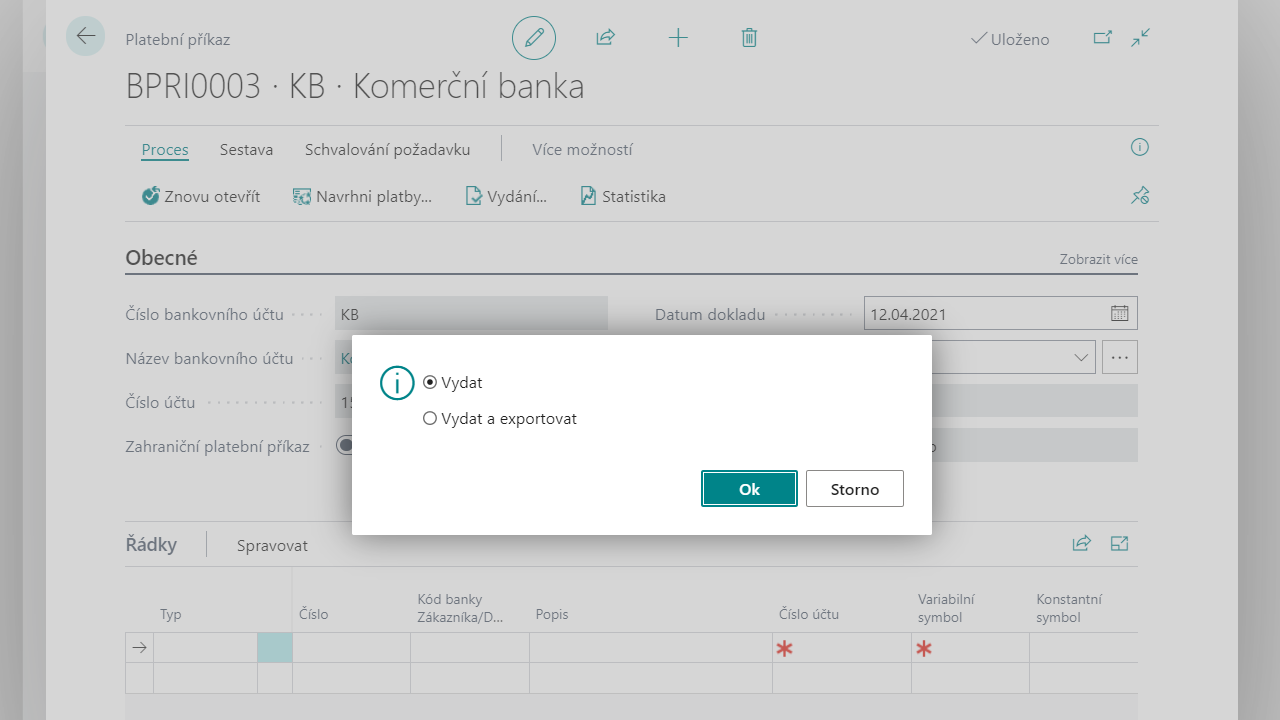 Platební příkaz
Uloženo
BPRI0003 · KB · Komerční banka
Proces Sestava Schvalování požadavku Více možností
Znovu otevřít Navrhni platby... Vydání... Statistika
Obecné Zobrazit více
Číslo bankovního účtu KB Datum dokladu 12.04.2021
Název bankovního účtu
Číslo účtu
Zahraniční platební příkaz
Vydat
Vydat a exportovat
Ok Storno
Řádky Spravovat
Typ Číslo Kód banky Zákazníka/D... Popis Číslo účtu Variabilní symbol Konstantní symbol